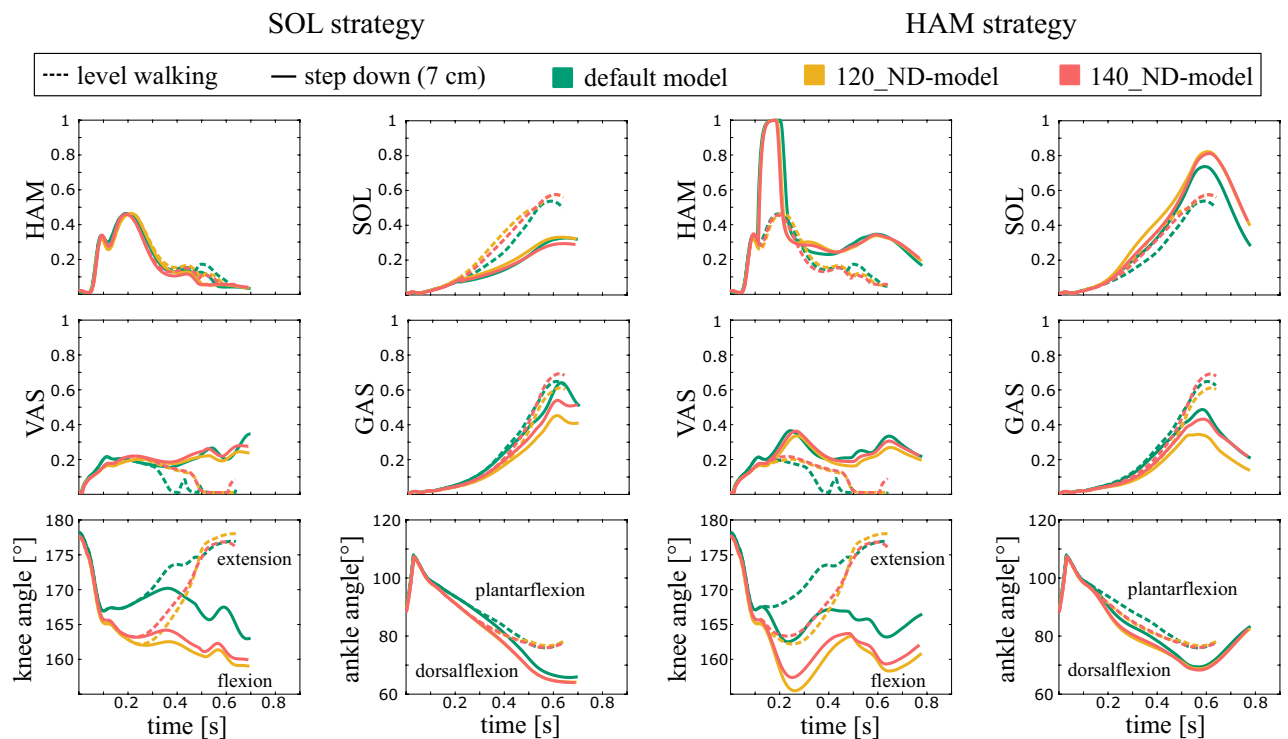 SOL strategy HAM strategy
level walking step down (7 cm) default model 120_ND-model 140_ND-model
HAM
1
0.8
0.6
0.4
0.2
SOL
1
0.8
0.6
0.4
0.2
HAM
1
0.8
0.6
0.4
0.2
SOL
1
0.8
0.6
0.4
0.2
VAS
1
0.8
0.6
0.4
0.2
GAS
1
0.8
0.6
0.4
0.2
VAS
1
0.8
0.6
0.4
0.2
GAS
1
0.8
0.6
0.4
0.2
knee angle [°]
180
175
170
165
160
extension
flexion
0.2 0.4 0.6 0.8
time [s]
ankle angle[°]
120
100
80
60
plantarflexion
dorsalflexion
0.2 0.4 0.6 0.8
time [s]
knee angle [°]
180
175
170
165
160
extension
flexion
0.2 0.4 0.6 0.8
time [s]
ankle angle[°]
120
100
80
60
plantarflexion
dorsalflexion
0.2 0.4 0.6 0.8
time [s]